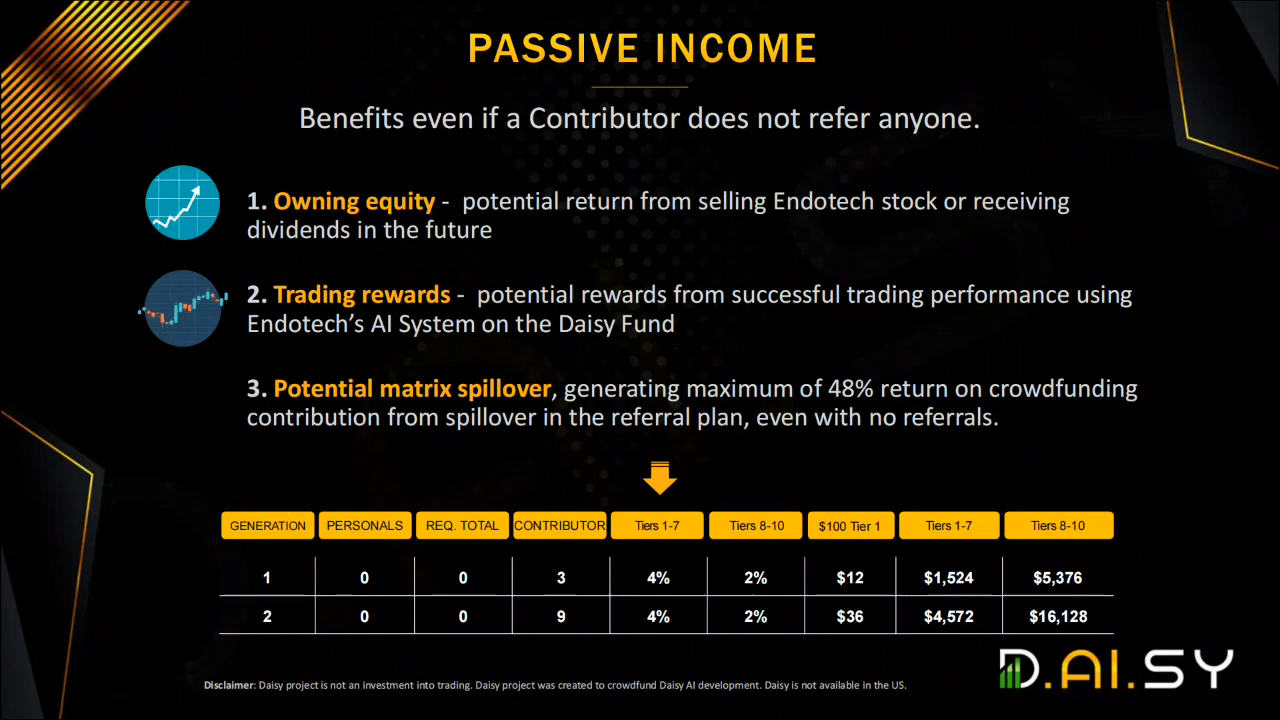 PASSIVE INCOME
Benefits even if a Contributor does not refer anyone.
1. Owning equity - potential return from selling Endotech stock or receiving
dividends in the future
2. Trading rewards - potential rewards from successful trading performance using
Endotech’s AI System on the Daisy Fund
3. Potential matrix spillover, generating maximum of 48% return on crowdfunding
contribution from spillover in the referral plan, even with no referrals.
GENERATION PERSONALS REQ. TOTAL CONTRIBUTOR Tiers 1-7 Tiers 8-10 $100 Tier 1 Tiers 1-7 Tiers 8-10
1 0 0 3 4% 2% $12 $1,524 $5,376
2 0 0 9 4% 2% $36 $4,572 $16,128
Disclaimer: Daisy project is not an investment into trading. Daisy project was created to crowdfund Daisy AI development. Daisy is not available in the US.
D.AI.SY